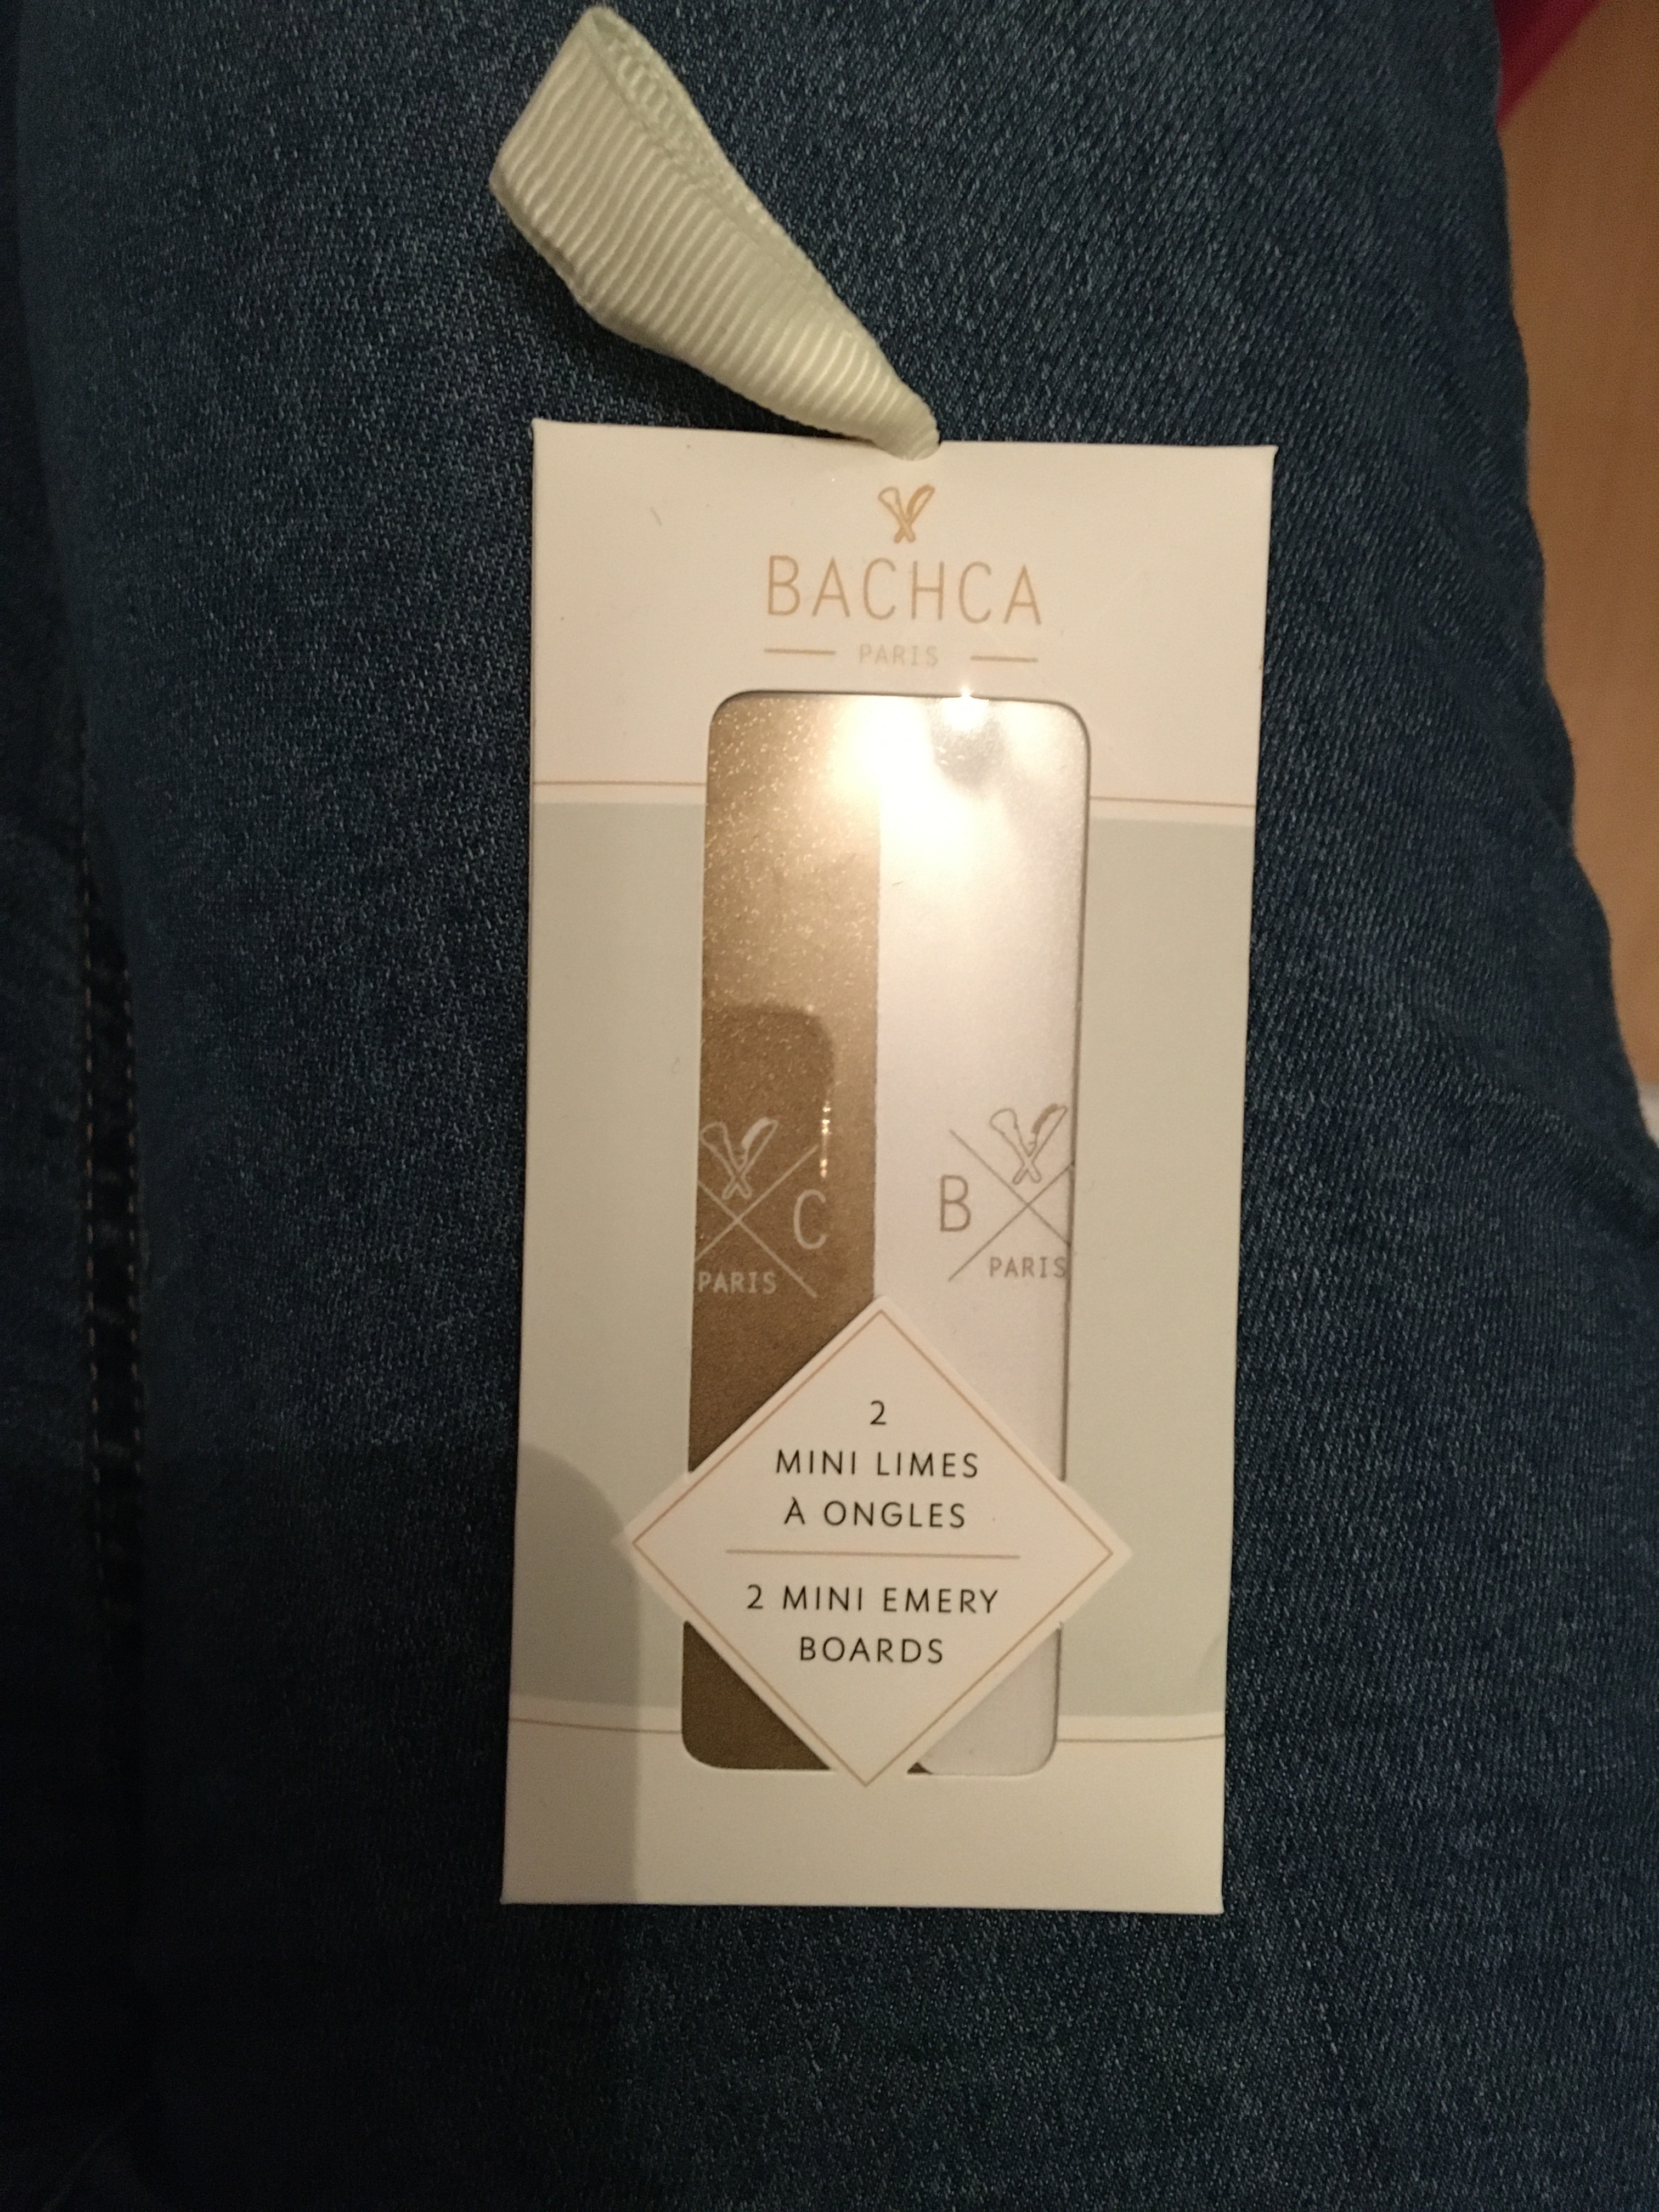 BACHCA
PARIS
C
PARIS
B
PARIS
2
MINI LIMES
À ONGLES
2 MINI EMERY
BOARDS